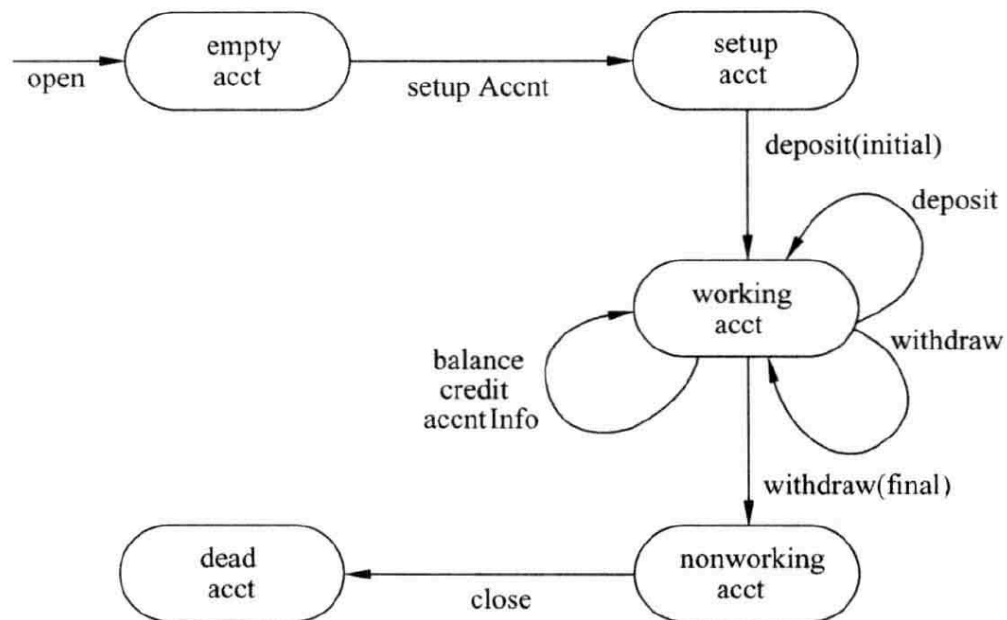 empty
acct
open
setup Accnt
setup
acct
deposit(initial)
deposit
working
acct
withdraw
balance
credit
accntInfo
withdraw(final)
nonworking
acct
close
dead
acct